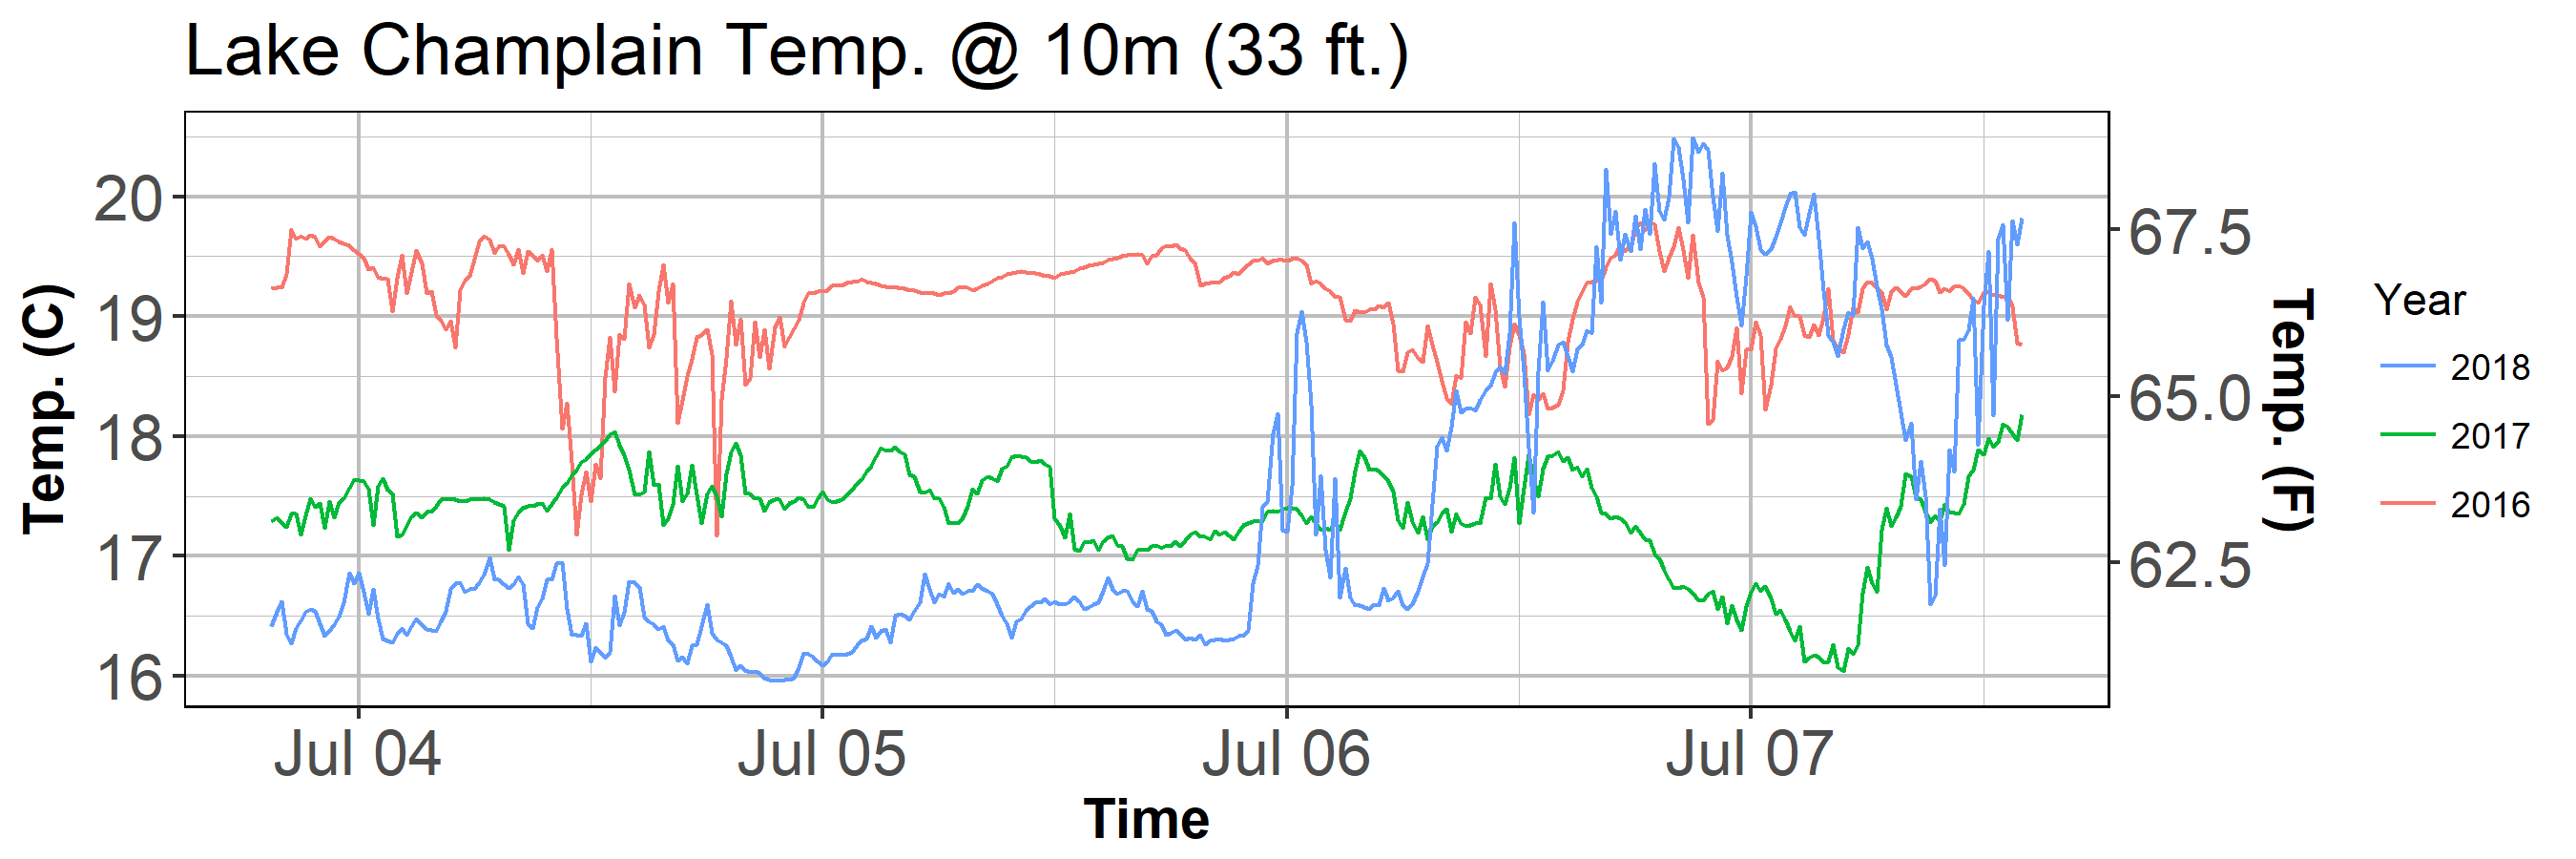 Lake Champlain Temp. @ 10m (33 ft.)
Temp. (C)
20
19
18
17
16
67.5
65.0
62.5
Temp. (F)
Jul 04
Jul 05
Jul 06
Jul 07
Time
Year
2018
2017
2016